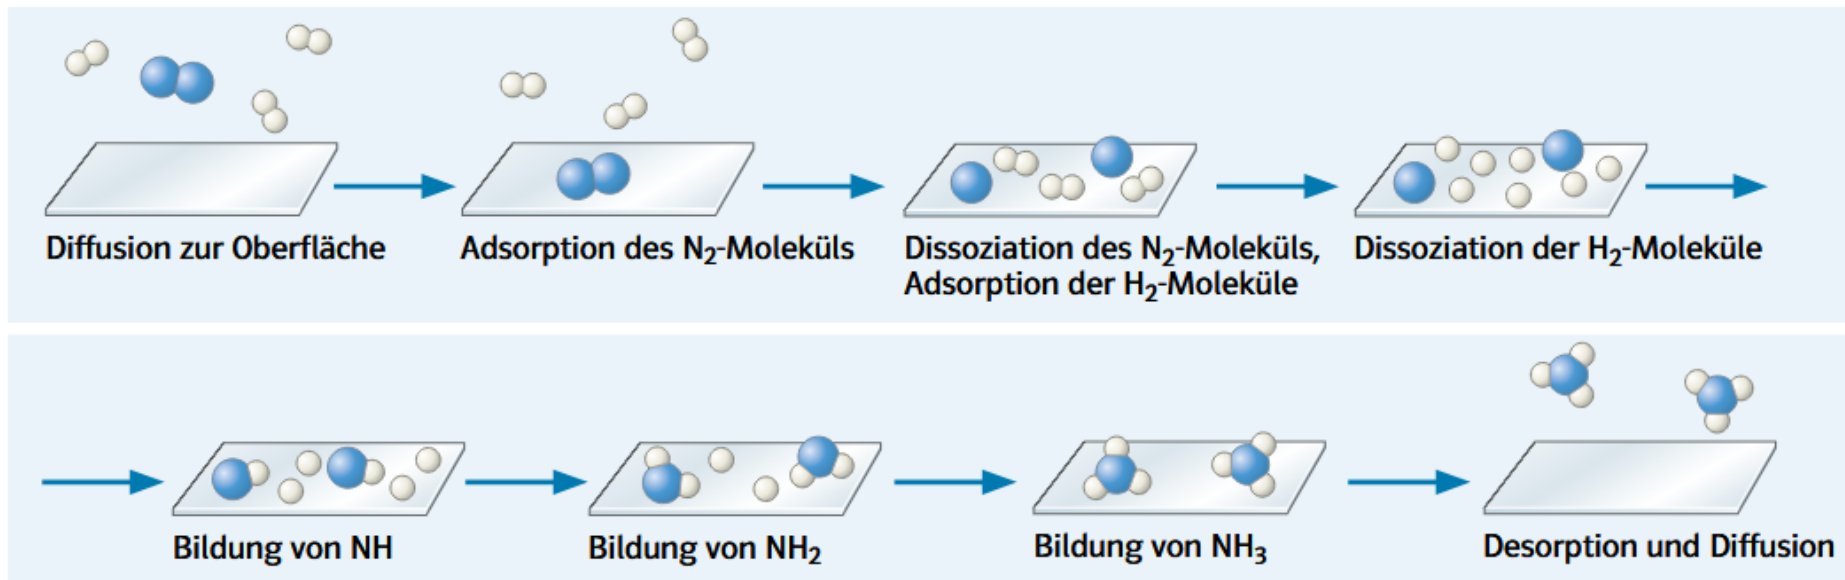 Diffusion zur Oberfläche
Adsorption des N₂-Moleküls
Dissoziation des N₂-Moleküls,
Adsorption der H₂-Moleküle
Dissoziation der H₂-Moleküle
Bildung von NH
Bildung von NH₂
Bildung von NH₃
Desorption und Diffusion